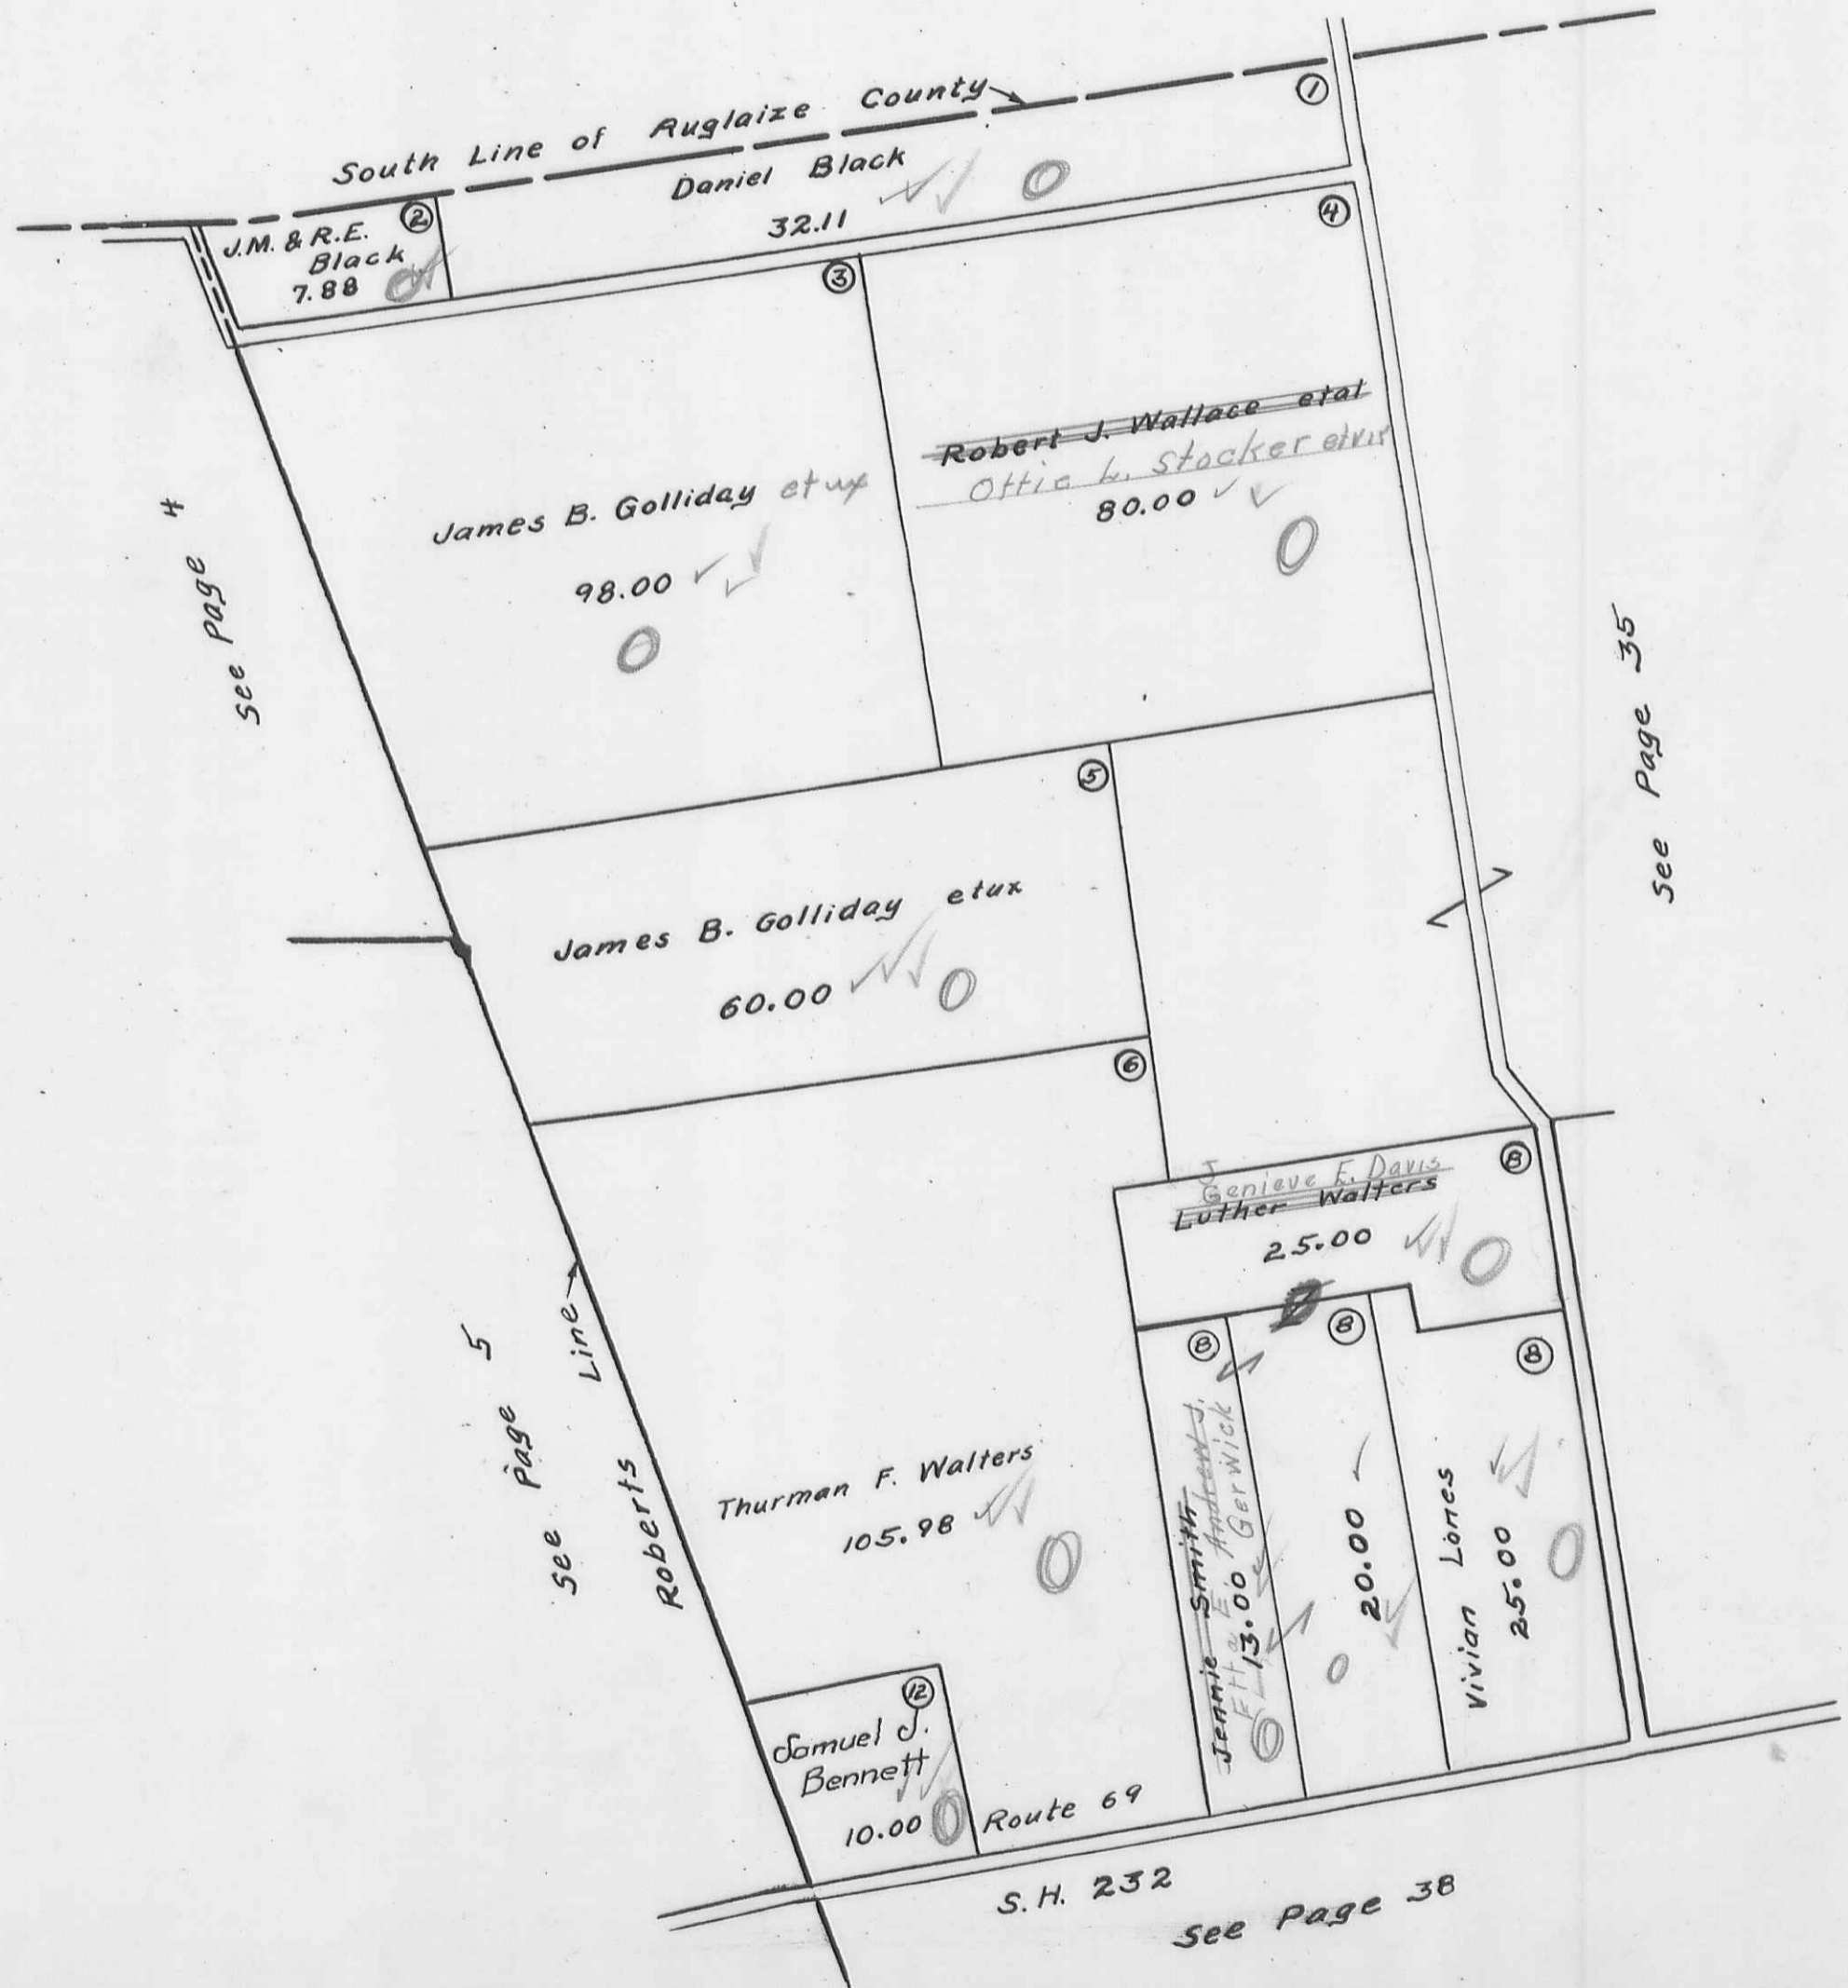 South Line of Auglaize County
①
Daniel Black
32.11
②
J.M. & R.E.
Black
7.88
③
④
Robert J. Wallace etal
Ottie L. Stocker etvir
80.00
James B. Golliday etux
98.00
See Page 4
See Page 35
⑤
James B. Golliday etux
60.00
⑥
⑧
J
Genieve E. Davis
Luther Walters
25.00
⑧
⑧
⑧
See Page 5
Roberts Line
Thurman F. Walters
105.98
Jennie Smith
Etta E. Andrews,
Gerwick
13.00
20.00
Vivian Lones
25.00
⑫
Samuel J.
Bennett
10.00
Route 69
S.H. 232
See Page 38